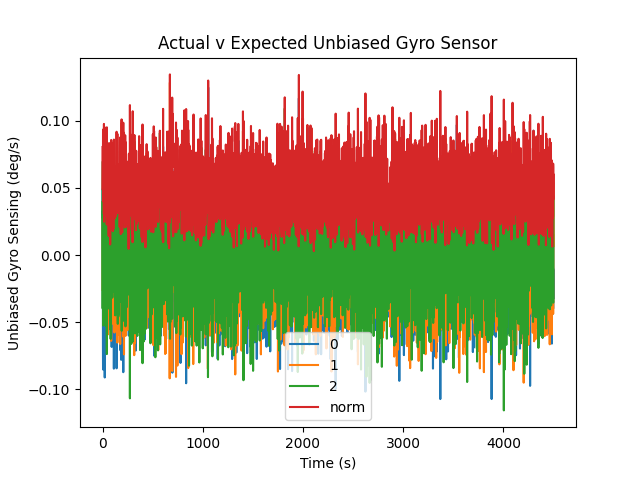 Actual v Expected Unbiased Gyro Sensor
Unbiased Gyro Sensing (deg/s)
0.10
0.05
0.00
−0.05
−0.10
0
1
2
norm
0 1000 2000 3000 4000
Time (s)